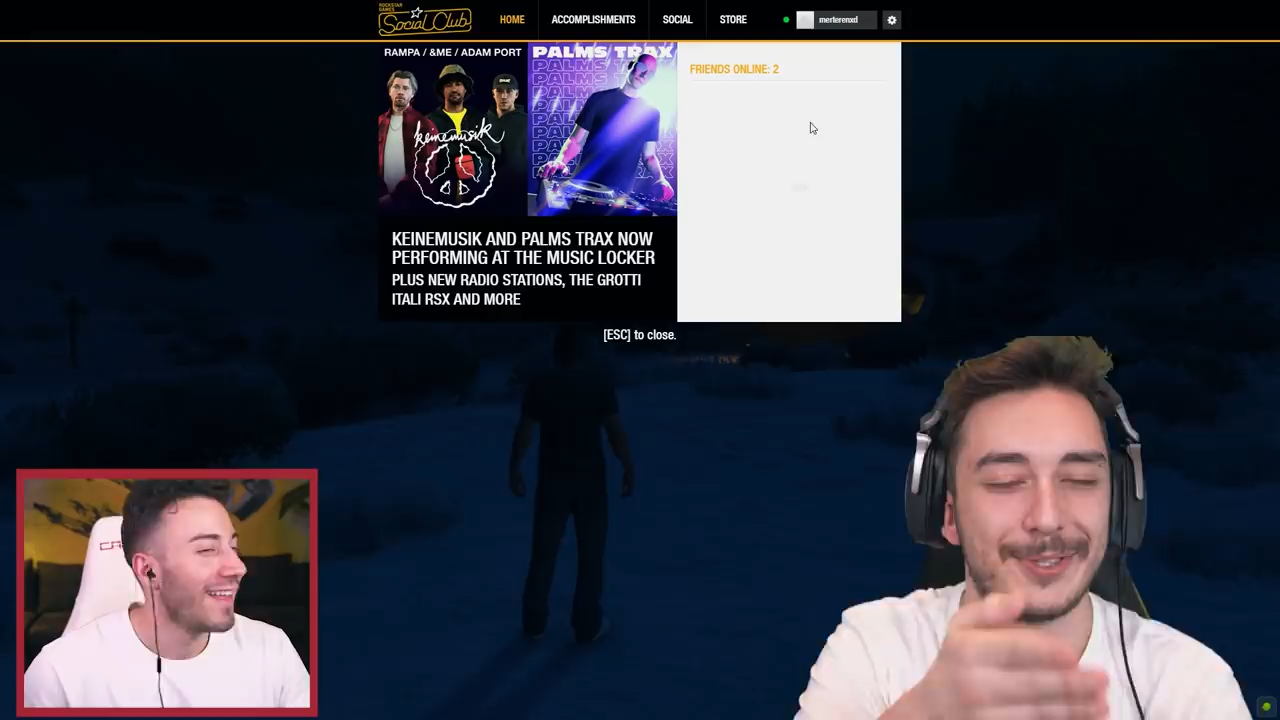 ROCKSTAR GAMES
Social Club
HOME
ACCOMPLISHMENTS
SOCIAL
STORE
merterenxd
RAMPA / &ME / ADAM PORT
keinemusik
PALMS TRAX
FRIENDS ONLINE: 2
KEINEMUSIK AND PALMS TRAX NOW
PERFORMING AT THE MUSIC LOCKER
PLUS NEW RADIO STATIONS, THE GROTTI
ITALI RSX AND MORE
[ESC] to close.